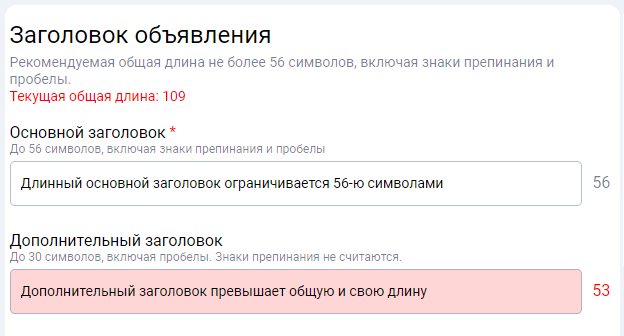 Заголовок объявления
Рекомендуемая общая длина не более 56 символов, включая знаки препинания и
пробелы.
Текущая общая длина: 109
Основной заголовок *
До 56 символов, включая знаки препинания и пробелы
Длинный основной заголовок ограничивается 56-ю символами 56
Дополнительный заголовок
До 30 символов, включая пробелы. Знаки препинания не считаются.
Дополнительный заголовок превышает общую и свою длину 53